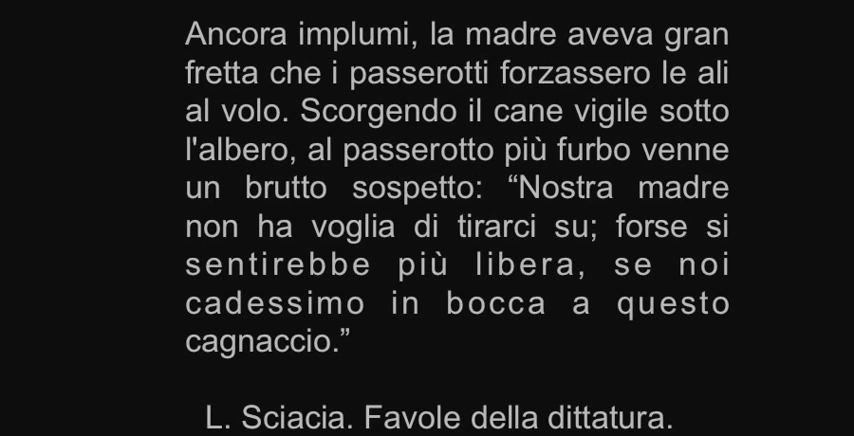 Ancora implumi, la madre aveva gran
fretta che i passerotti forzassero le ali
al volo. Scorgendo il cane vigile sotto
l'albero, al passerotto più furbo venne
un brutto sospetto: “Nostra madre
non ha voglia di tirarci su; forse si
sentirebbe più libera, se noi
cadessimo in bocca a questo
cagnaccio.”
L. Sciacia. Favole della dittatura.